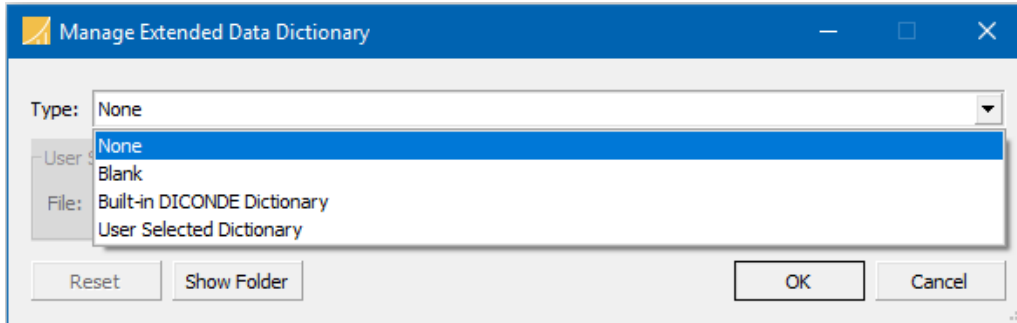 Manage Extended Data Dictionary
Type: None
None
User
Blank
File: Built-in DICONDE Dictionary
User Selected Dictionary
Reset Show Folder OK Cancel